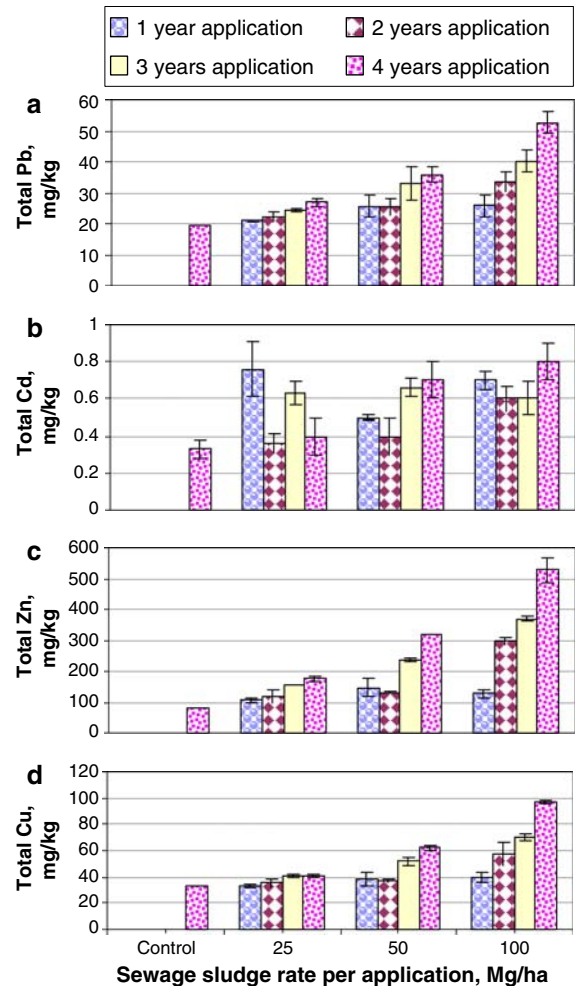 1 year application
2 years application
3 years application
4 years application
a
Total Pb, mg/kg
60
50
40
30
20
10
0
b
Total Cd, mg/kg
1
0.8
0.6
0.4
0.2
0
c
Total Zn, mg/kg
600
500
400
300
200
100
0
d
Total Cu, mg/kg
120
100
80
60
40
20
0
Control
25
50
100
Sewage sludge rate per application, Mg/ha